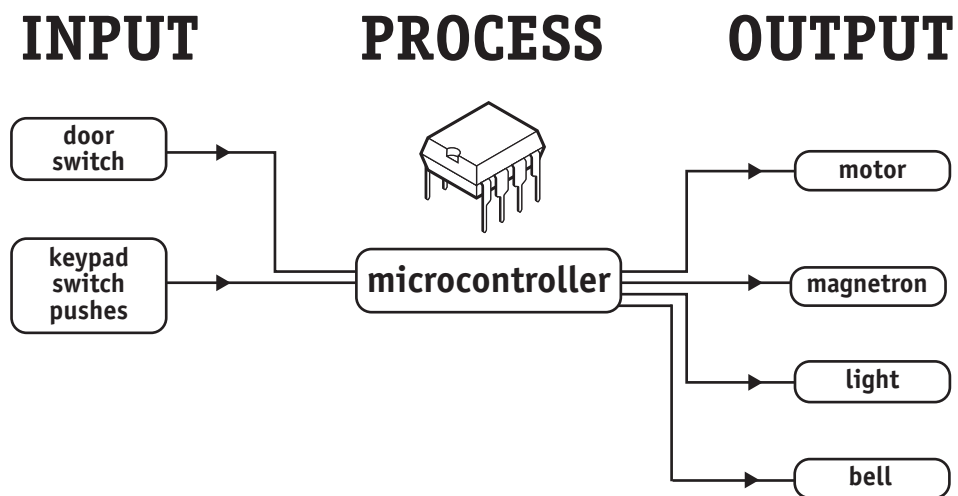 INPUT
PROCESS
OUTPUT
door
switch
keypad
switch
pushes
microcontroller
motor
magnetron
light
bell